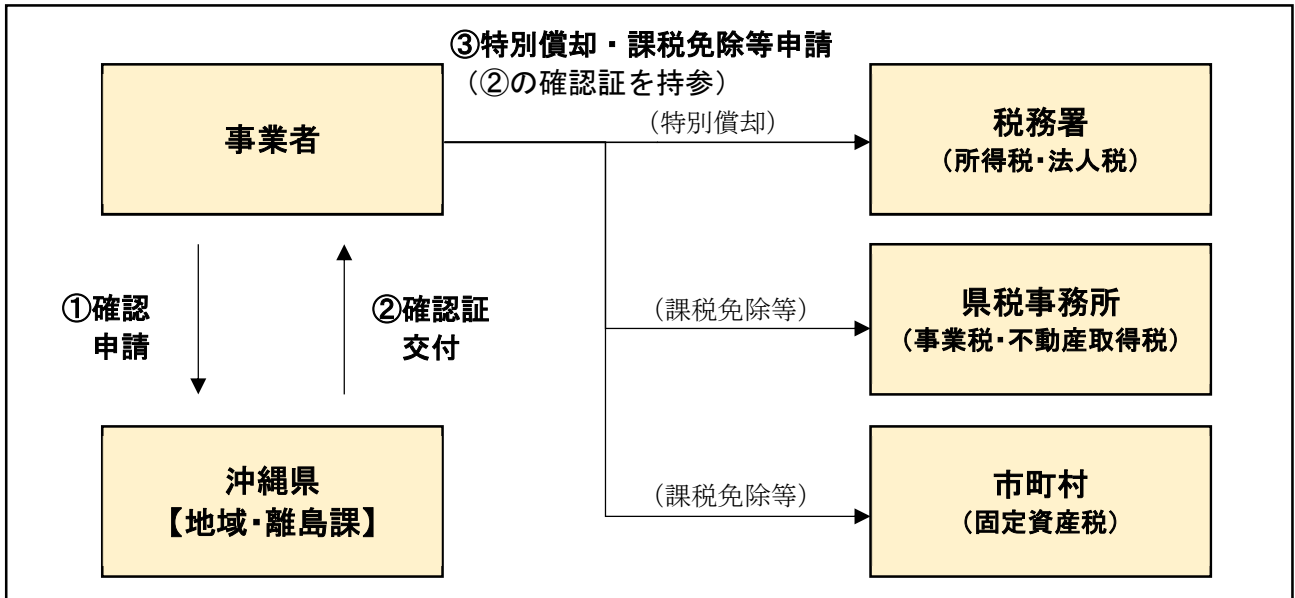 ③特別償却・課税免除等申請
（②の確認証を持参）
事業者
（特別償却）
税務署
（所得税・法人税）
①確認
申請
②確認証
交付
（課税免除等）
県税事務所
（事業税・不動産取得税）
沖縄県
【地域・離島課】
（課税免除等）
市町村
（固定資産税）